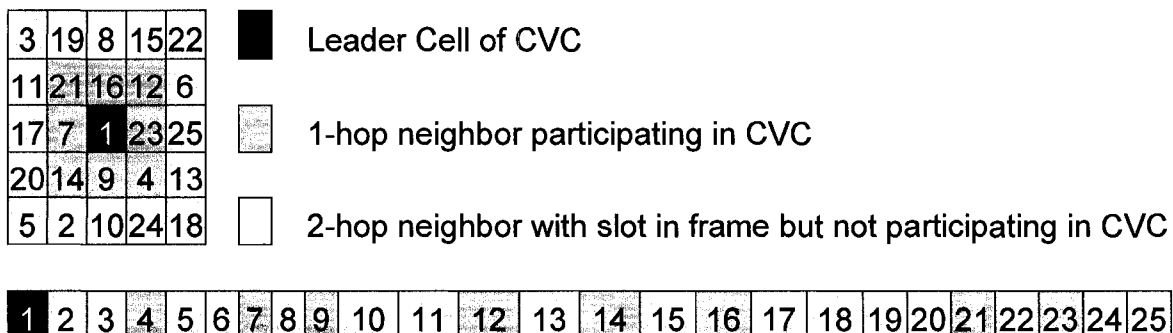 3 19 8 15 22 Leader Cell of CVC
11 21 16 12 6
17 7 1 23 25 1-hop neighbor participating in CVC
20 14 9 4 13
5 2 10 24 18 2-hop neighbor with slot in frame but not participating in CVC
1 2 3 4 5 6 7 8 9 10 11 12 13 14 15 16 17 18 19 20 21 22 23 24 25